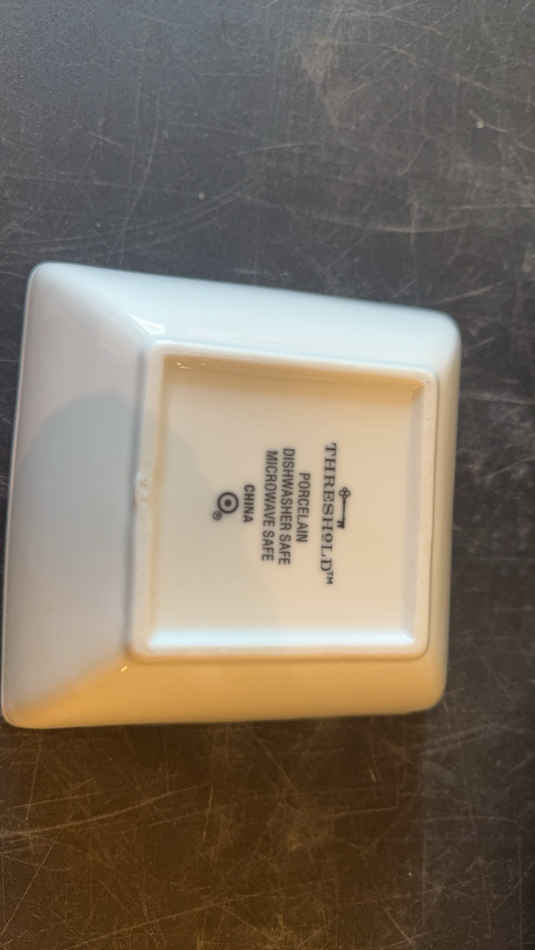 THRESHOLD™
PORCELAIN
DISHWASHER SAFE
MICROWAVE SAFE
CHINA
®